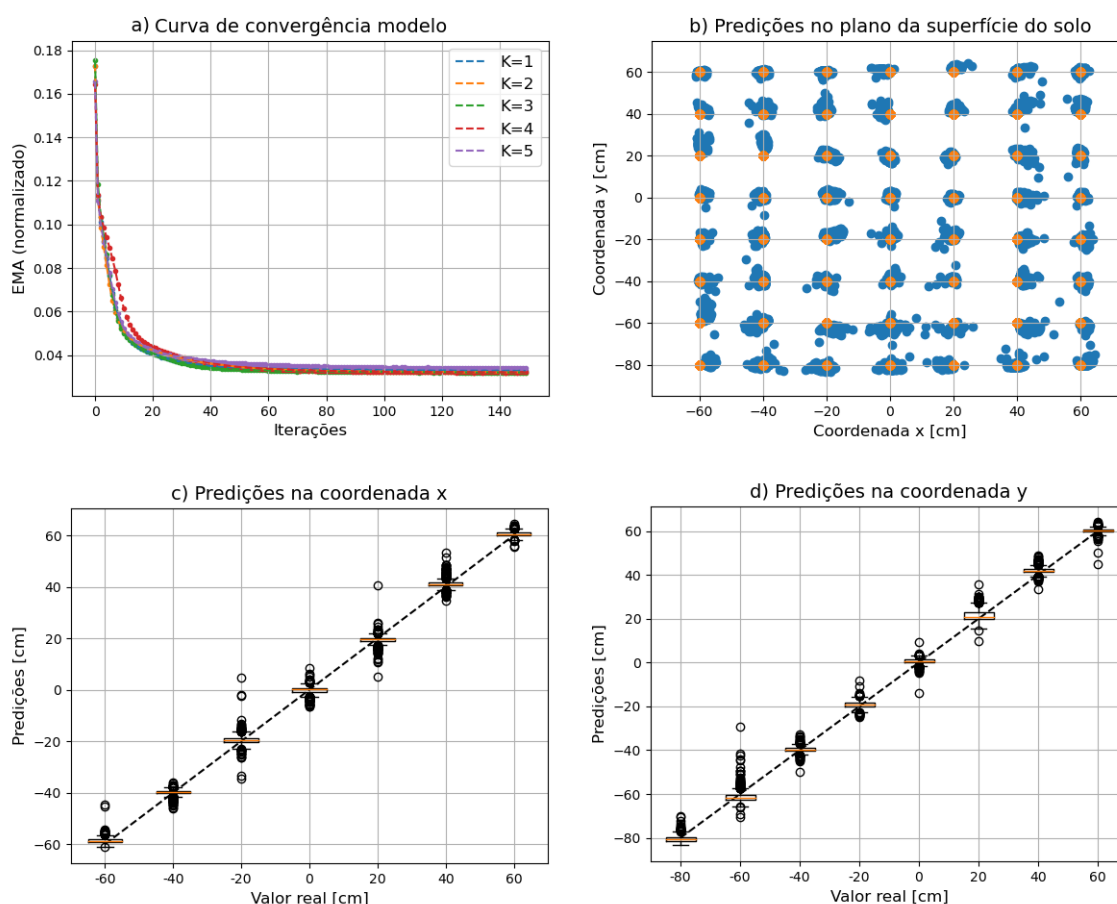 a) Curva de convergência modelo
0.18
0.16
0.14
0.12
0.10
0.08
0.06
0.04
EMA (normalizado)
K=1
K=2
K=3
K=4
K=5
0 20 40 60 80 100 120 140
Iterações
b) Predições no plano da superfície do solo
60
40
20
0
−20
−40
−60
−80
Coordenada y [cm]
−60 −40 −20 0 20 40 60
Coordenada x [cm]
c) Predições na coordenada x
60
40
20
0
−20
−40
−60
Predições [cm]
-60 -40 -20 0 20 40 60
Valor real [cm]
d) Predições na coordenada y
60
40
20
0
−20
−40
−60
−80
Predições [cm]
-80 -60 -40 -20 0 20 40 60
Valor real [cm]